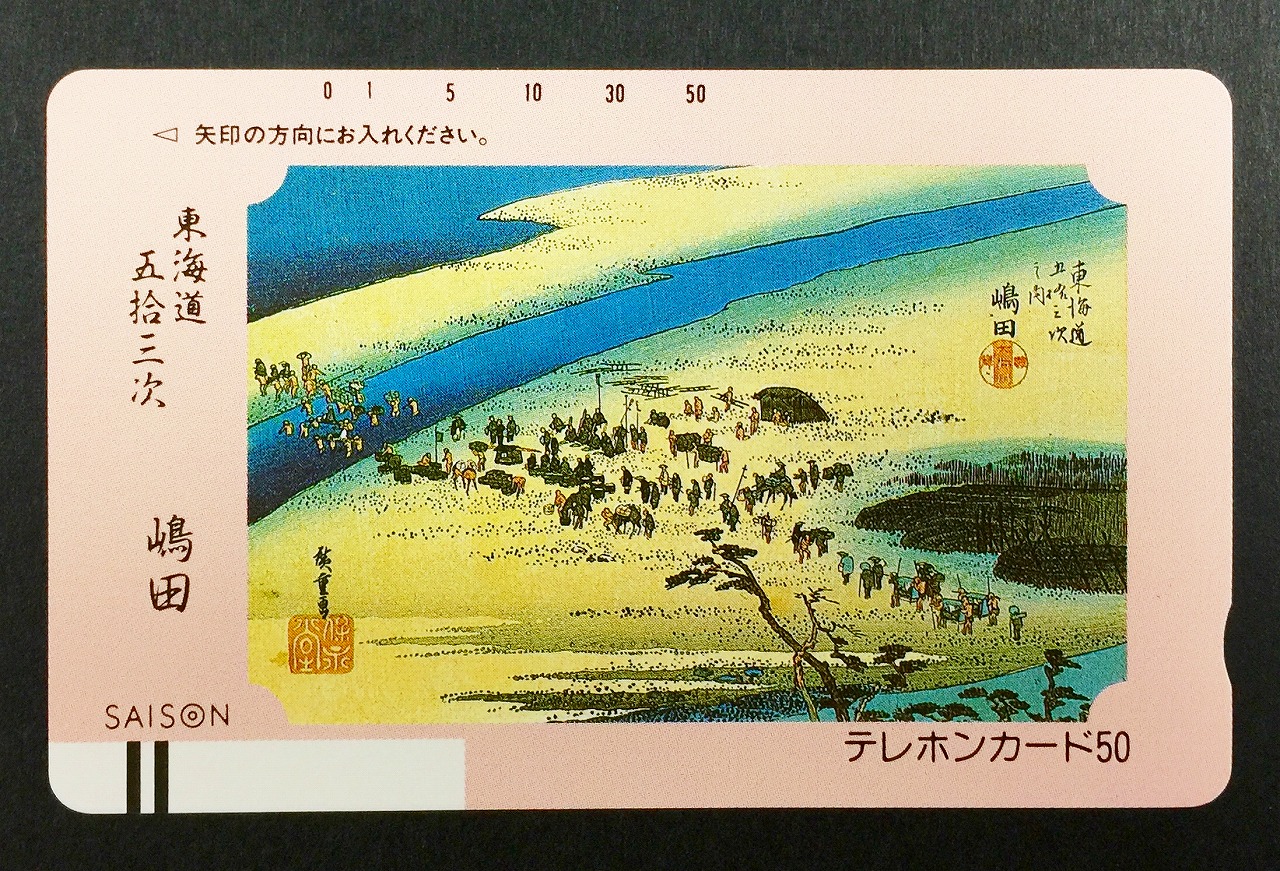 0 1 5 10 30 50
◁ 矢印の方向にお入れください。
東海道
五拾三次
嶋田
東海道
五拾三次
之内
嶋田
廣重画
SAISON
テレホンカード50